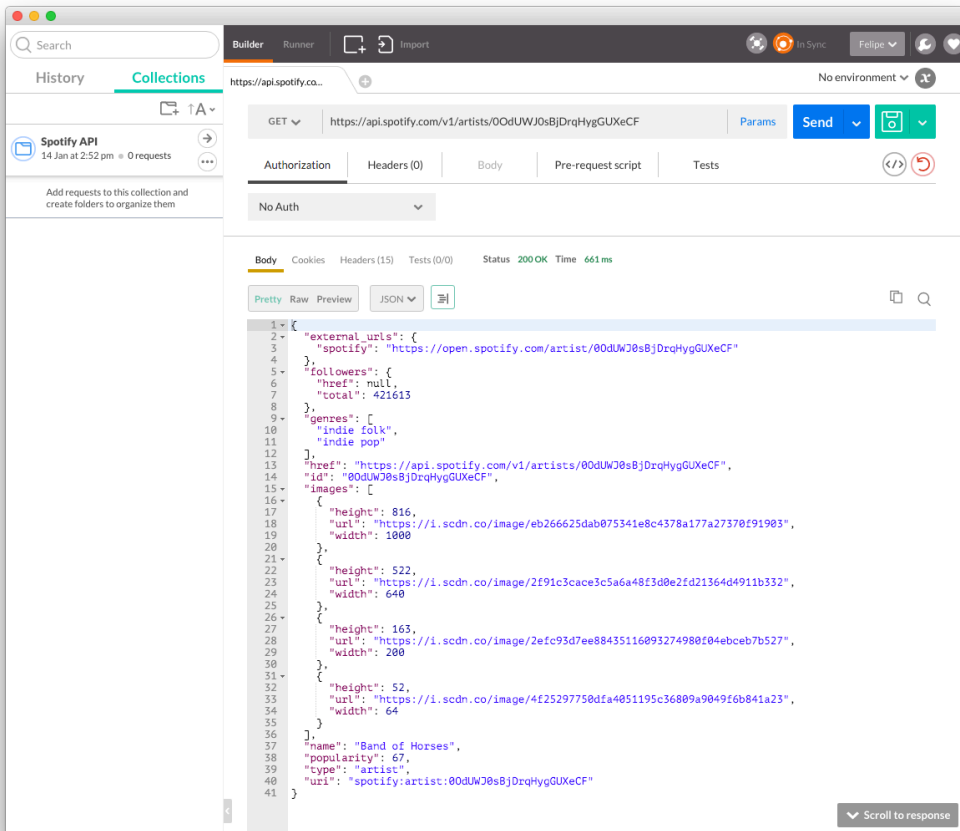 Search
Builder
Runner
Import
In Sync
Felipe
History
Collections
https://api.spotify.co...
No environment
x
A
Spotify API
14 Jan at 2:52 pm 0 requests
Add requests to this collection and
create folders to organize them
GET
https://api.spotify.com/v1/artists/0OdUWJ0sBjDrqHygGUXeCF
Params
Send
Authorization
Headers (0)
Body
Pre-request script
Tests
No Auth
Body
Cookies
Headers (15)
Tests (0/0)
Status 200 OK Time 661 ms
Pretty
Raw
Preview
JSON
1 {
2 "external_urls": {
3 "spotify": "https://open.spotify.com/artist/0OdUWJ0sBjDrqHygGUXeCF"
4 },
5 "followers": {
6 "href": null,
7 "total": 421613
8 },
9 "genres": [
10 "indie folk",
11 "indie pop"
12 ],
13 "href": "https://api.spotify.com/v1/artists/0OdUWJ0sBjDrqHygGUXeCF",
14 "id": "0OdUWJ0sBjDrqHygGUXeCF",
15 "images": [
16 {
17 "height": 816,
18 "url": "https://i.scdn.co/image/eb266625dab075341e8c4378a177a27370f91903",
19 "width": 1000
20 },
21 {
22 "height": 522,
23 "url": "https://i.scdn.co/image/2f91c3cace3c5a6a48f3d0e2fd21364d4911b332",
24 "width": 640
25 },
26 {
27 "height": 163,
28 "url": "https://i.scdn.co/image/2efc93d7ee88435116093274980f04ebceb7b527",
29 "width": 200
30 },
31 {
32 "height": 52,
33 "url": "https://i.scdn.co/image/4f25297750dfa4051195c36809a9049f6b841a23",
34 "width": 64
35 }
36 ],
37 "name": "Band of Horses",
38 "popularity": 67,
39 "type": "artist",
40 "uri": "spotify:artist:0OdUWJ0sBjDrqHygGUXeCF"
41 }
Scroll to response